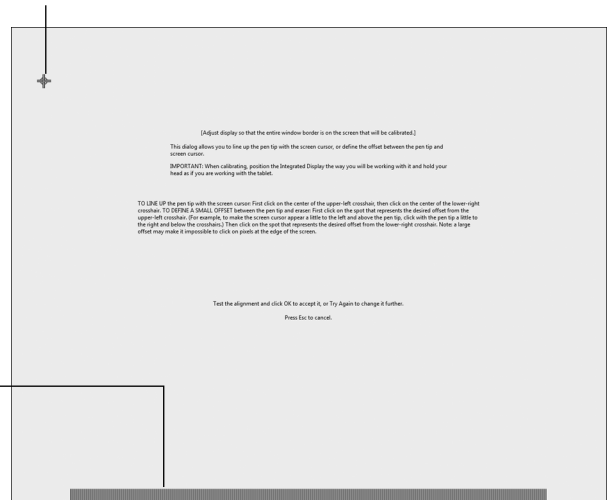 [Adjust display so that the entire window border is on the screen that will be calibrated.]
This dialog allows you to line up the pen tip with the screen cursor, or define the offset between the pen tip and
screen cursor.
IMPORTANT: When calibrating, position the Integrated Display the way you will be working with it and hold your
head as if you are working with the tablet.
TO LINE UP the pen tip with the screen cursor: First click on the center of the upper-left crosshair, then click on the center of the lower-right
crosshair. TO DEFINE A SMALL OFFSET between the pen tip and eraser: First click on the spot that represents the desired offset from the
upper-left crosshair. (For example, to make the screen cursor appear a little to the left and above the pen tip, click with the pen tip a little to
the right and below the crosshairs.) Then click on the spot that represents the desired offset from the lower-right crosshair. Note: a large
offset may make it impossible to click on pixels at the edge of the screen.
Test the alignment and click OK to accept it, or Try Again to change it further.
Press Esc to cancel.